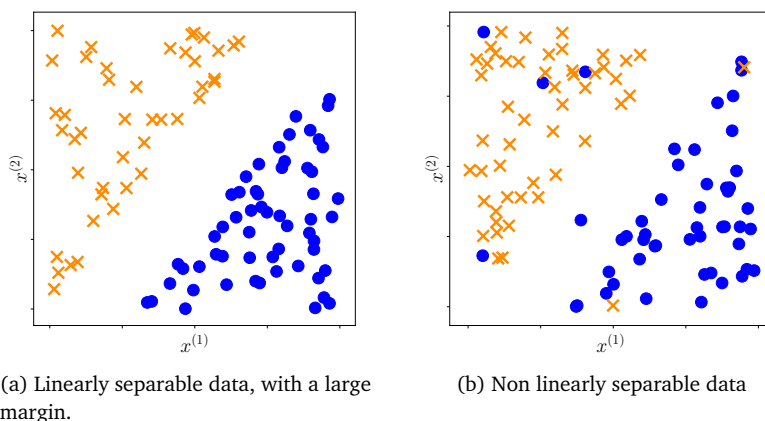 x^{(2)}
x^{(1)}
x^{(2)}
x^{(1)}
(a) Linearly separable data, with a large
margin.
(b) Non linearly separable data